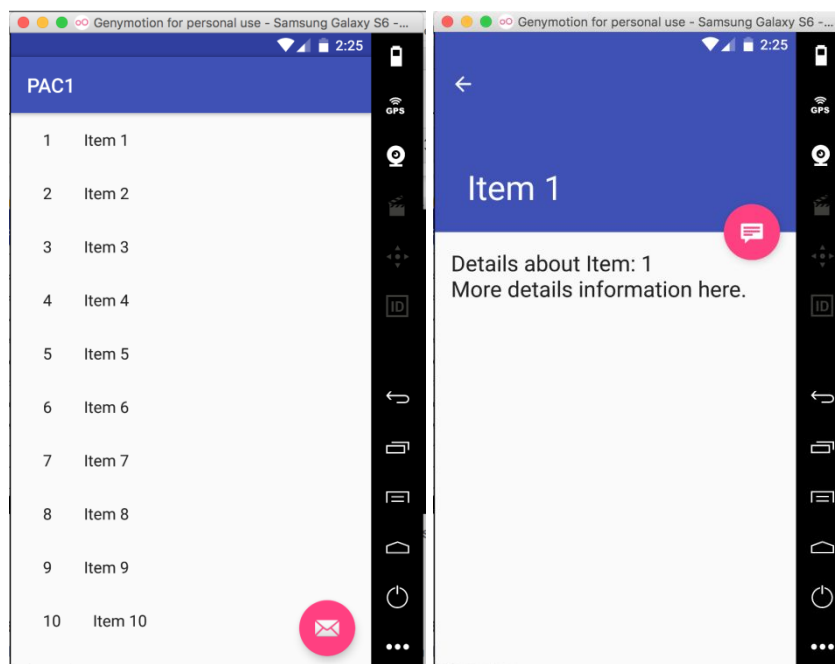 Genymotion for personal use - Samsung Galaxy S6 -...
2:25
GPS
PAC1
1 Item 1
2 Item 2
3 Item 3
4 Item 4
5 Item 5
6 Item 6
7 Item 7
8 Item 8
9 Item 9
10 Item 10
ID
Genymotion for personal use - Samsung Galaxy S6 -...
2:25
GPS
Item 1
Details about Item: 1
More details information here.
ID